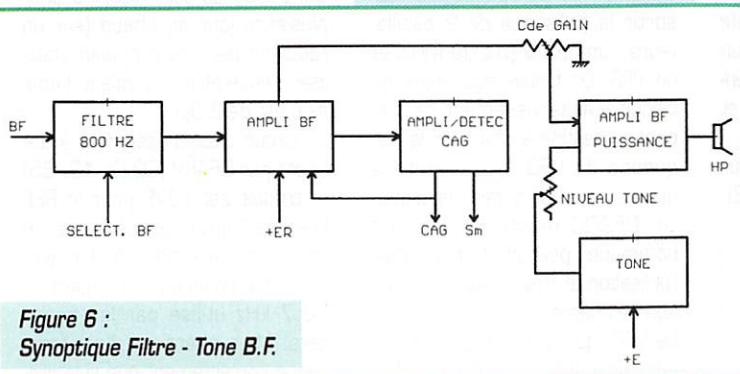 Cde GAIN
BF
FILTRE
800 HZ
AMPLI BF
AMPLI/DETEC
CAG
AMPLI BF
PUISSANCE
HP
NIVEAU TONE
SELECT. BF
+ER
CAG
Sm
TONE
+E
Figure 6 :
Synoptique Filtre - Tone B.F.